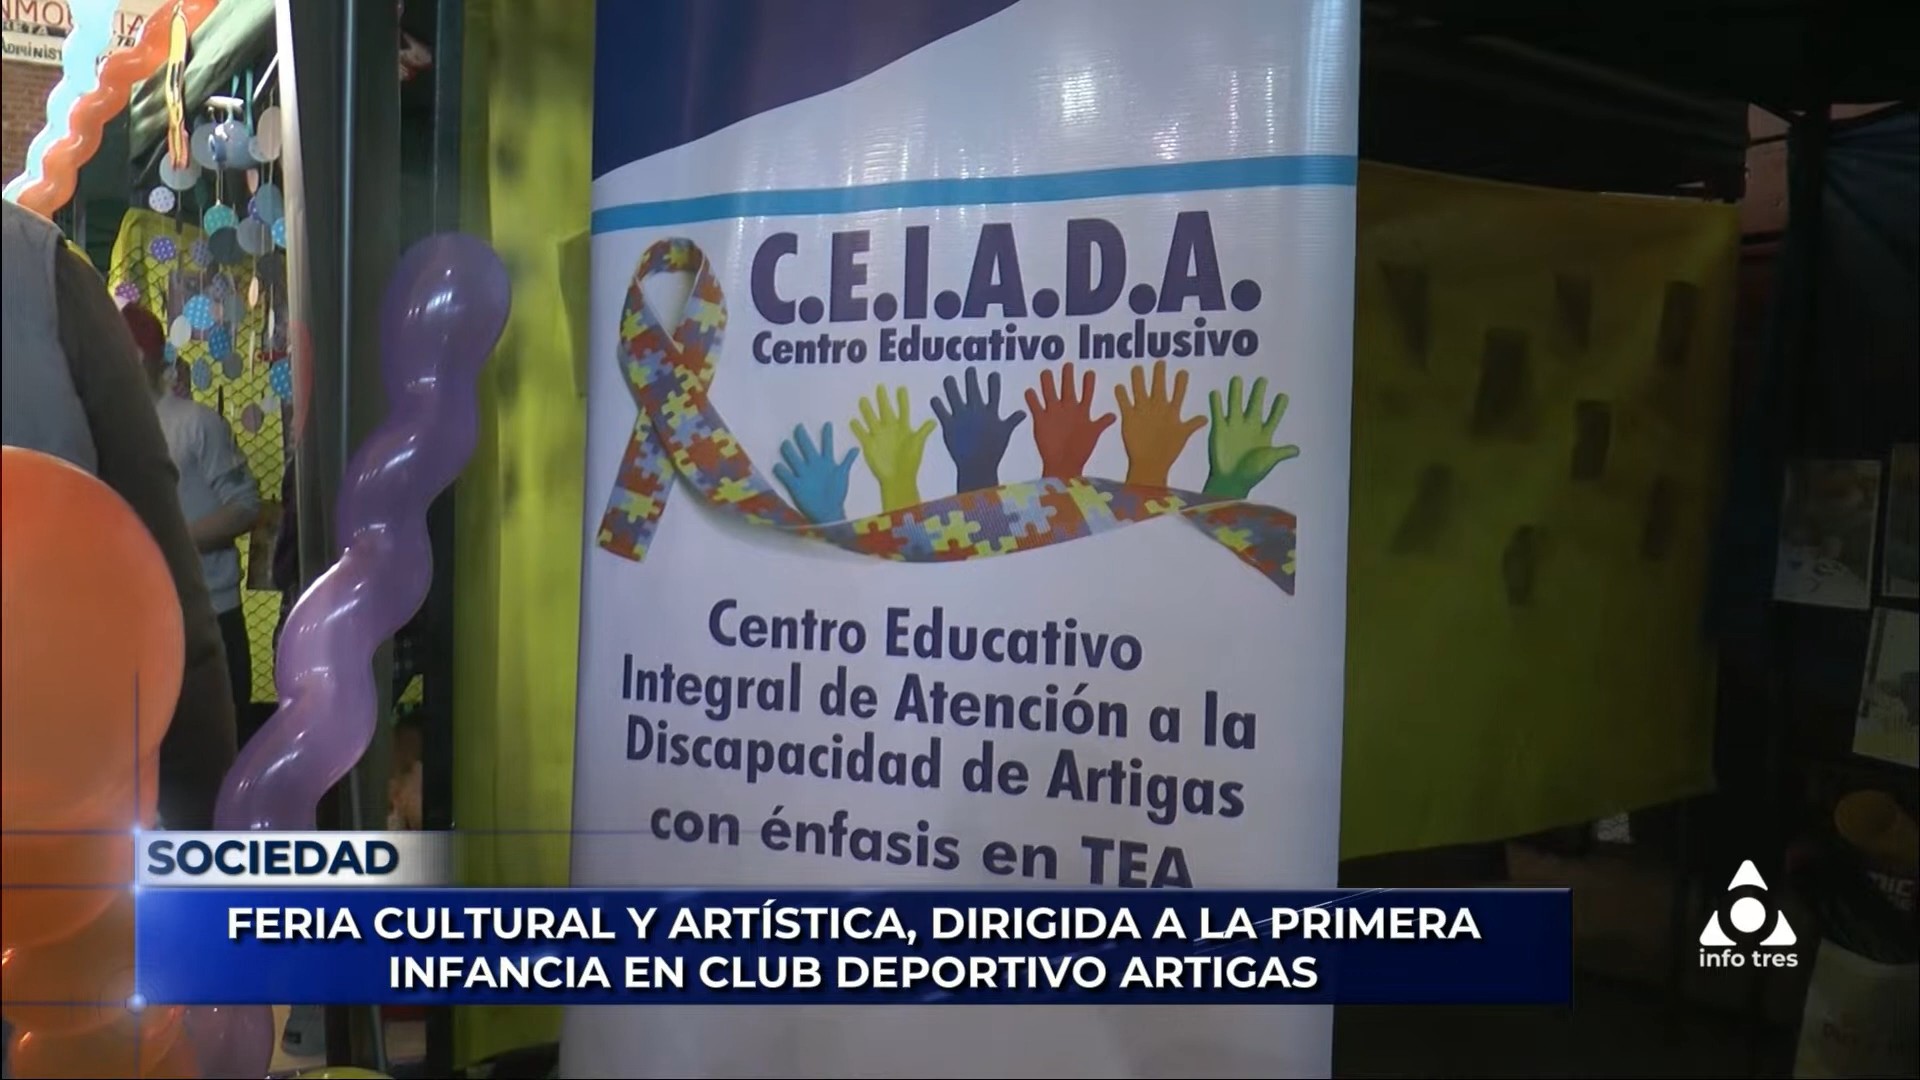 C.E.I.A.D.A.
Centro Educativo Inclusivo
Centro Educativo
Integral de Atención a la
Discapacidad de Artigas
con énfasis en TEA
SOCIEDAD
FERIA CULTURAL Y ARTÍSTICA, DIRIGIDA A LA PRIMERA
INFANCIA EN CLUB DEPORTIVO ARTIGAS
info tres